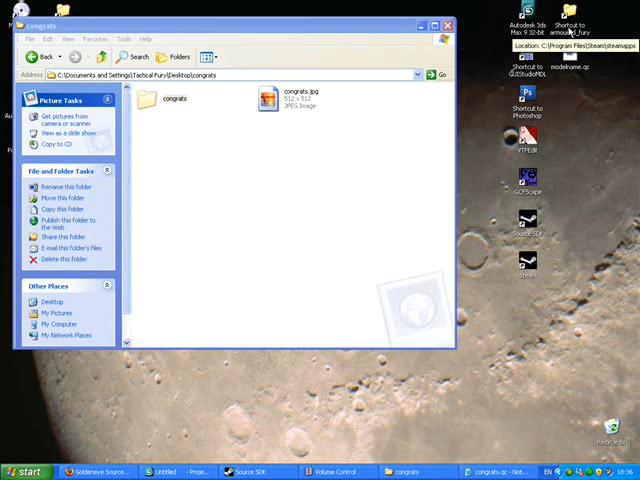 congrats
File Edit View Favorites Tools Help
Back Search Folders
Address C:\Documents and Settings\Tactical Fury\Desktop\congrats Go
Picture Tasks
Get pictures from
camera or scanner
View as a slide show
Copy to CD
File and Folder Tasks
Rename this folder
Move this folder
Copy this folder
Publish this folder to
the Web
Share this folder
E-mail this folder's files
Delete this folder
Other Places
Desktop
My Pictures
My Computer
My Network Places
congrats
congrats.jpg
512 x 512
JPEG Image
Autodesk 3ds
Max 9 32-bit
Shortcut to
armourd_fury
Location: C:\Program Files\Steam\steamapps
Shortcut to
GUIStudioMDL
modelname.qc
Shortcut to
Photoshop
VTFEdit
GCFScape
Source SDK
Steam
Recycle Bin
start
Goldeneye Source...
Untitled - Proje...
Source SDK
Volume Control
congrats
congrats.qc - Not...
EN
18:36